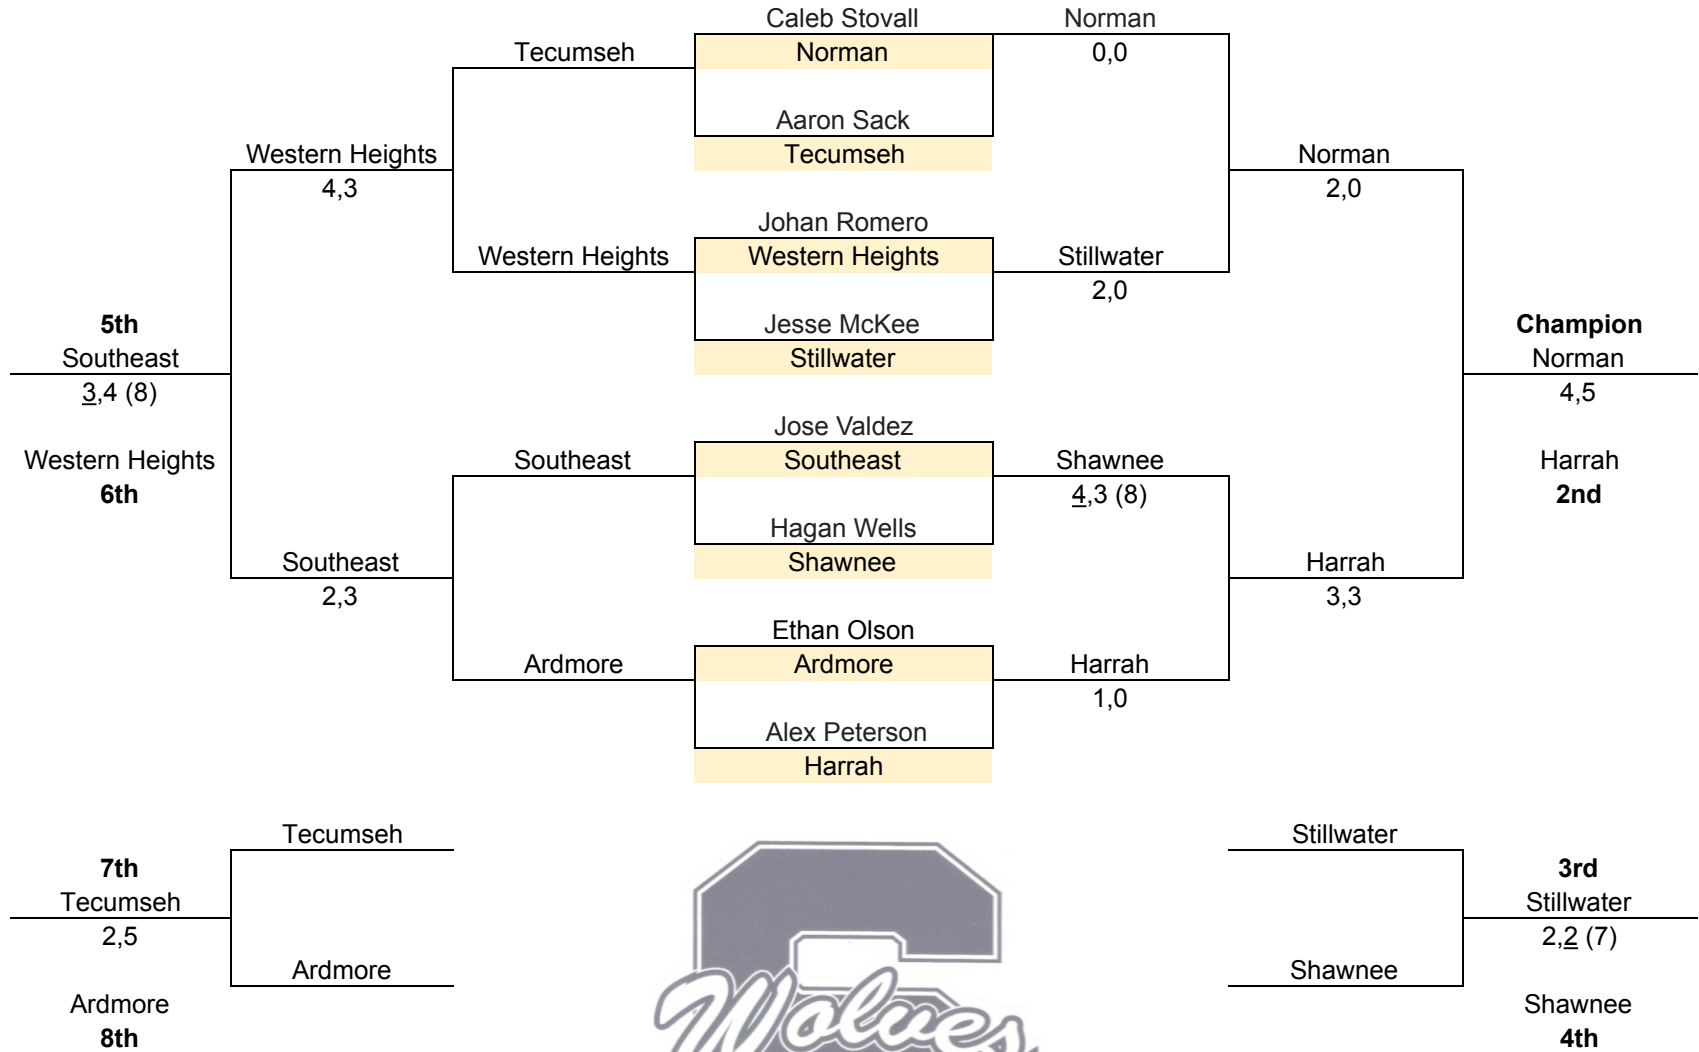 Caleb Stovall Norman
Tecumseh Norman 0,0
Aaron Sack
Western Heights Tecumseh Norman
4,3 2,0
Johan Romero
Western Heights Western Heights Stillwater
2,0
5th Jesse McKee Champion
Southeast Stillwater Norman
3,4 (8) 4,5
Jose Valdez
Western Heights Southeast Southeast Shawnee Harrah
6th 4,3 (8) 2nd
Hagan Wells
Southeast Shawnee Harrah
2,3 3,3
Ethan Olson
Ardmore Ardmore Harrah
1,0
Alex Peterson
Harrah
Tecumseh Stillwater
7th 3rd
Tecumseh Stillwater
2,5 2,2 (7)
Ardmore Shawnee
Ardmore Shawnee
8th 4th
Wolves